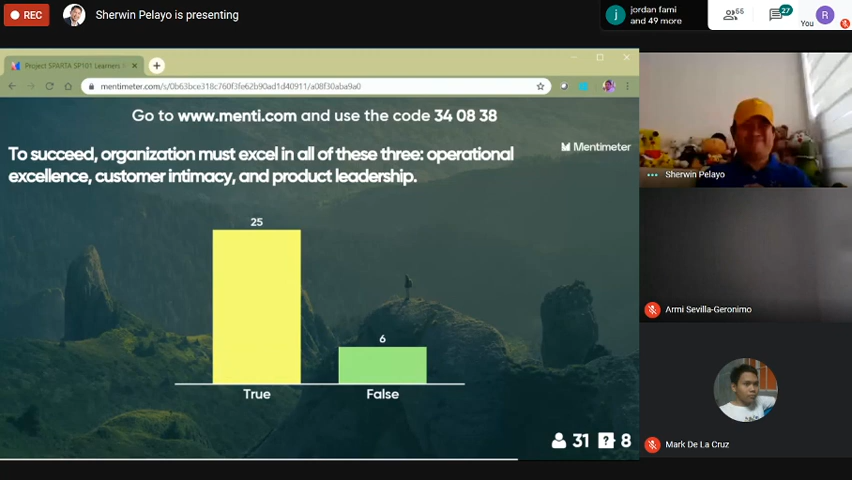 REC
Sherwin Pelayo is presenting
jordan fami
and 49 more
55
27
You
R
j
Project SPARTA SP101 Learners
mentimeter.com/s/0b63bce318c760f3fe62b90ad1d40911/a08f30aba9a0
Go to www.menti.com and use the code 34 08 38
Mentimeter
To succeed, organization must excel in all of these three: operational
excellence, customer intimacy, and product leadership.
25
6
True
False
31
8
Sherwin Pelayo
Armi Sevilla-Geronimo
Mark De La Cruz